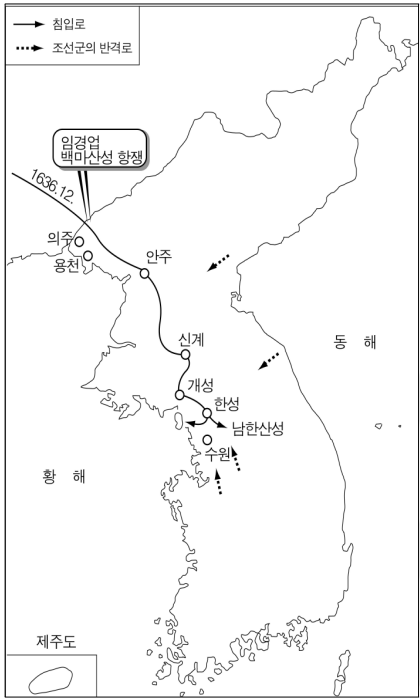 침입로
조선군의 반격로
임경업
백마산성 항쟁
1636.12.
의주
용천
안주
신계
동 해
개성
한성
남한산성
수원
황 해
제주도